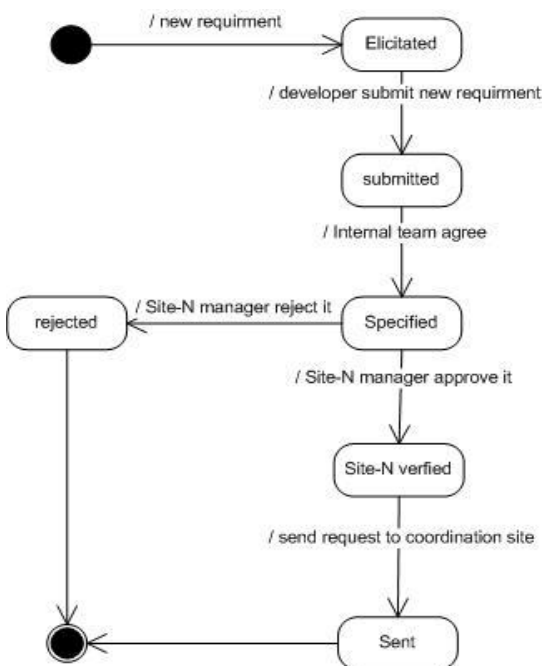 / new requirment
Elicitated
/ developer submit new requirment
submitted
/ Internal team agree
/ Site-N manager reject it
rejected
Specified
/ Site-N manager approve it
Site-N verfied
/ send request to coordination site
Sent